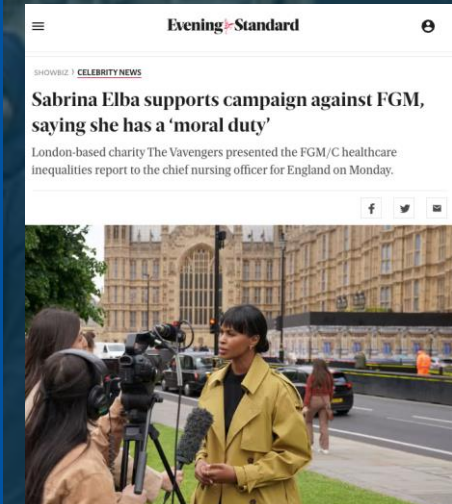 Evening Standard
SHOWBIZ › CELEBRITY NEWS
Sabrina Elba supports campaign against FGM,
saying she has a ‘moral duty’
London-based charity The Vavengers presented the FGM/C healthcare
inequalities report to the chief nursing officer for England on Monday.